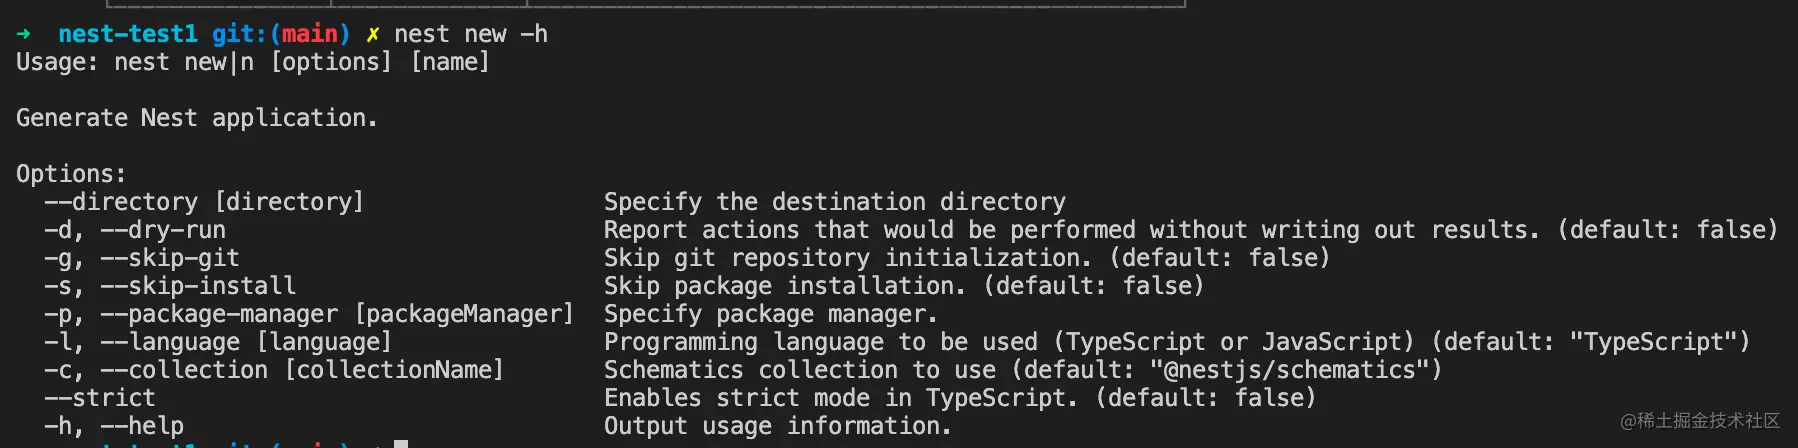 ➜  nest-test1 git:(main) ✗ nest new -h
Usage: nest new|n [options] [name]

Generate Nest application.

Options:
  --directory [directory]                 Specify the destination directory
  -d, --dry-run                           Report actions that would be performed without writing out results. (default: false)
  -g, --skip-git                          Skip git repository initialization. (default: false)
  -s, --skip-install                      Skip package installation. (default: false)
  -p, --package-manager [packageManager]  Specify package manager.
  -l, --language [language]               Programming language to be used (TypeScript or JavaScript) (default: "TypeScript")
  -c, --collection [collectionName]       Schematics collection to use (default: "@nestjs/schematics")
  --strict                                Enables strict mode in TypeScript. (default: false)
  -h, --help                              Output usage information.
@稀土掘金技术社区